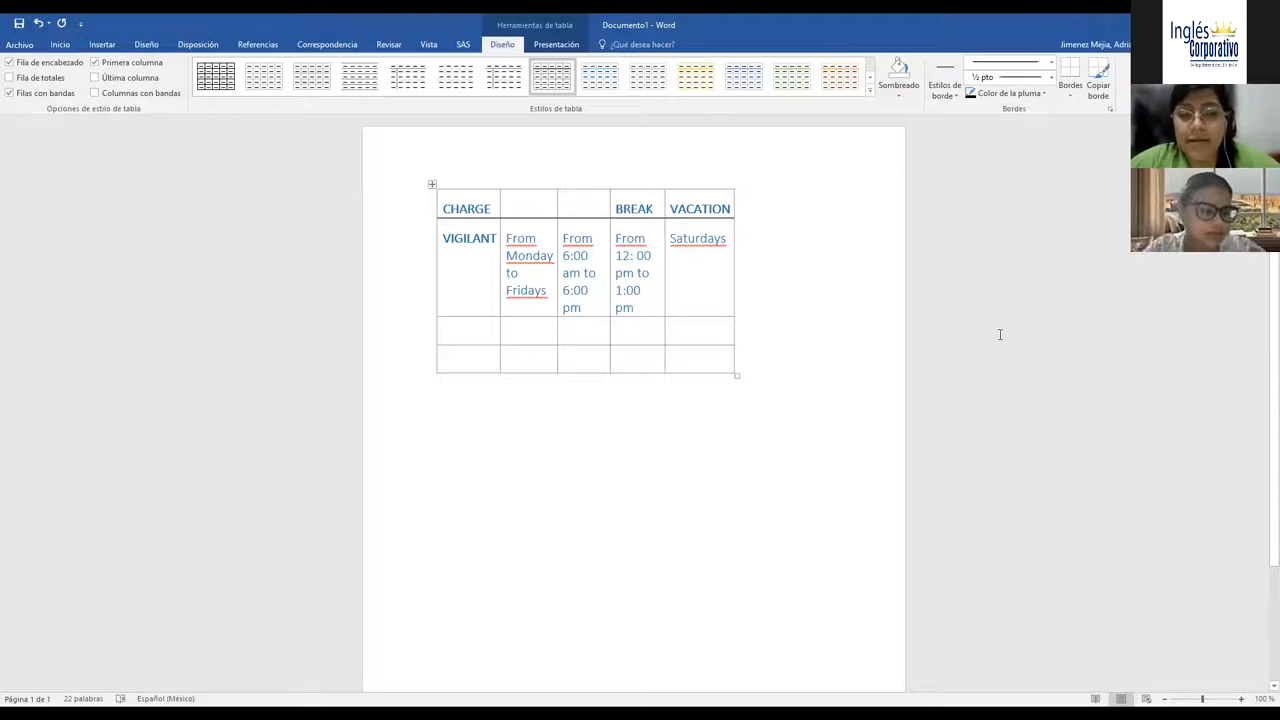 Herramientas de tabla
Documento1 - Word
Archivo Inicio Insertar Diseño Disposición Referencias Correspondencia Revisar Vista SAS Diseño Presentación ¿Qué desea hacer? Jimenez Mejia, Adria
Fila de encabezado Primera columna
Fila de totales Última columna
Filas con bandas Columnas con bandas
Opciones de estilo de tabla
Estilos de tabla
Sombreado
Estilos de borde
½ pto
Color de la pluma
Bordes
Copiar borde
Bordes
Inglés
Corporativo
CHARGE BREAK VACATION
VIGILANT
From
Monday
to
Fridays
From
6:00
am to
6:00
pm
From
12: 00
pm to
1:00
pm
Saturdays
Página 1 de 1 22 palabras Español (México) 100 %